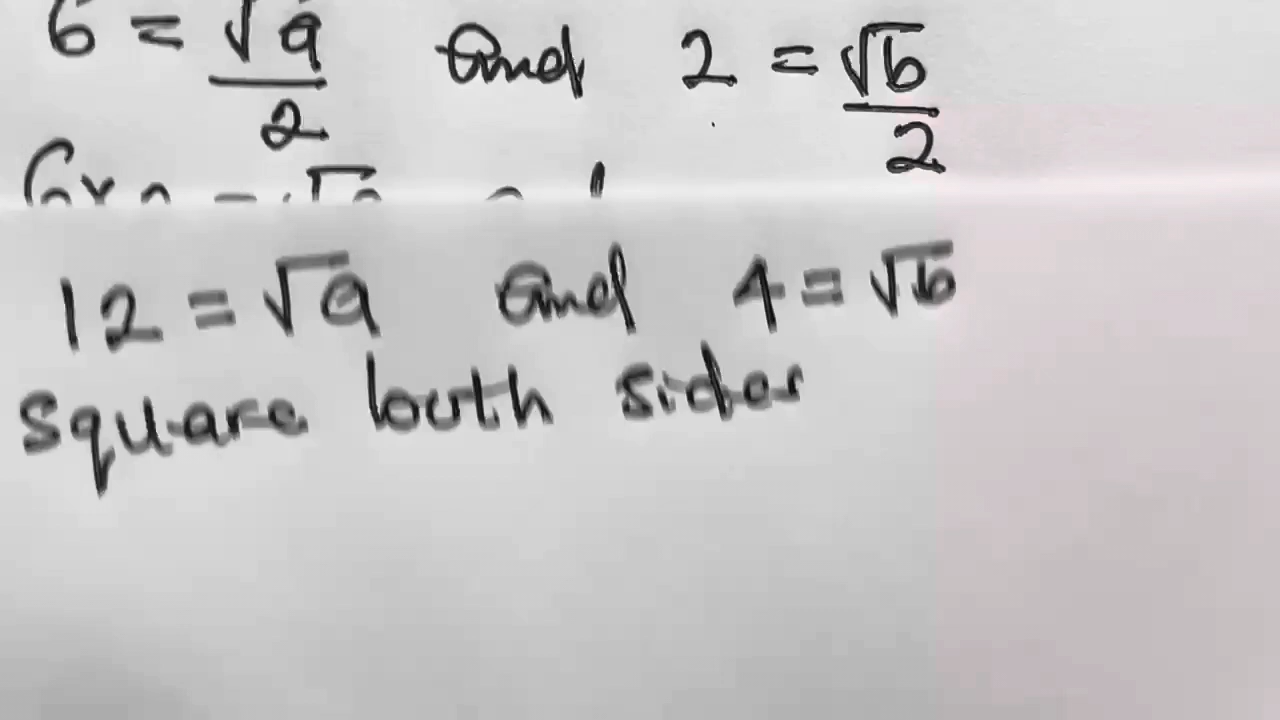 6 = √a/2 and 2 = √b/2
12 = √a and 4 = √b
square both sides